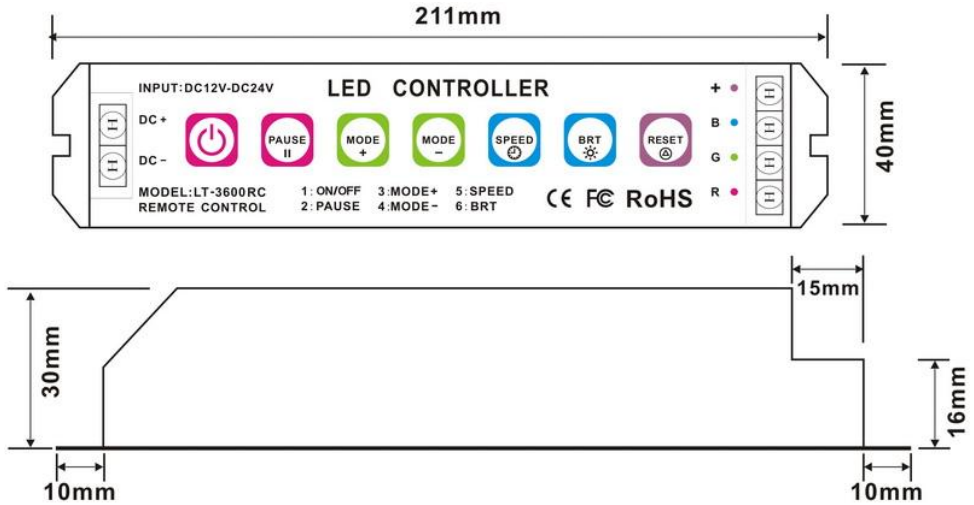 211mm
INPUT:DC12V-DC24V
LED CONTROLLER
DC +
DC -
PAUSE
MODE
+
MODE
-
SPEED
BRT
RESET
+
B
G
R
MODEL:LT-3600RC
REMOTE CONTROL
1: ON/OFF 3:MODE+ 5:SPEED
2:PAUSE 4:MODE- 6:BRT
CE FC RoHS
40mm
15mm
30mm
16mm
10mm
10mm